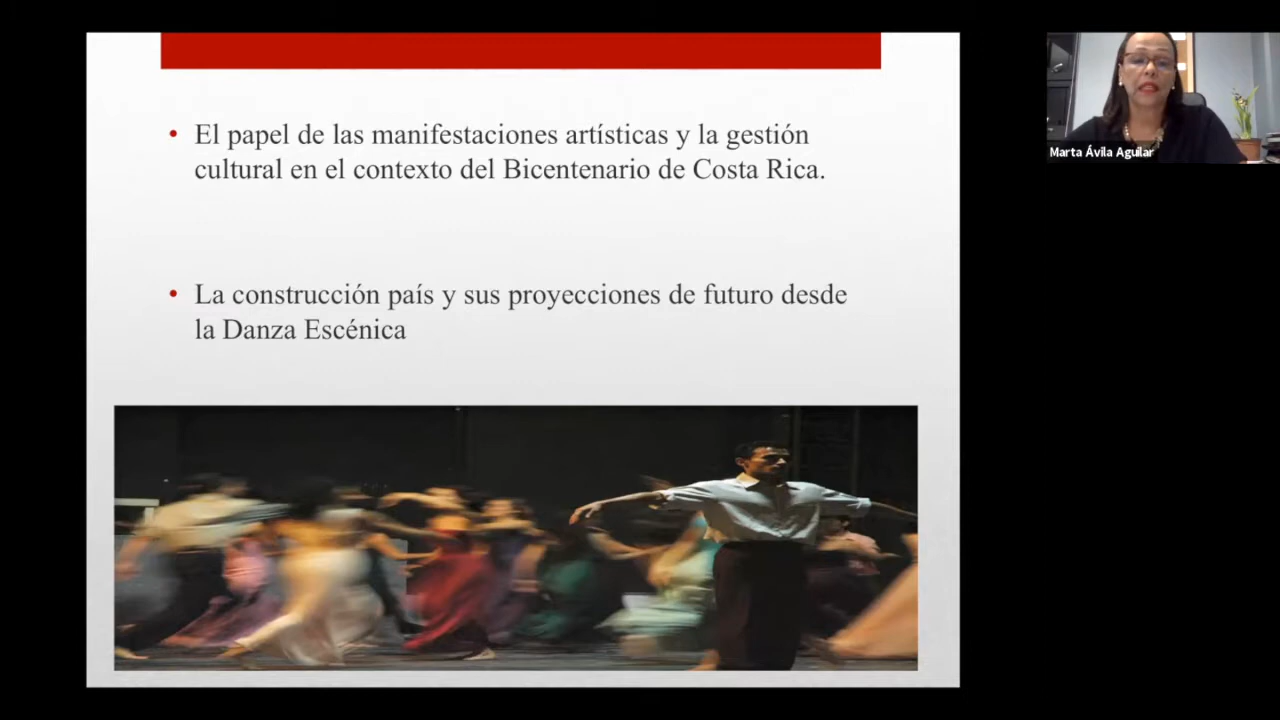 El papel de las manifestaciones artísticas y la gestión
cultural en el contexto del Bicentenario de Costa Rica.
La construcción país y sus proyecciones de futuro desde
la Danza Escénica
Marta Ávila Aguilar